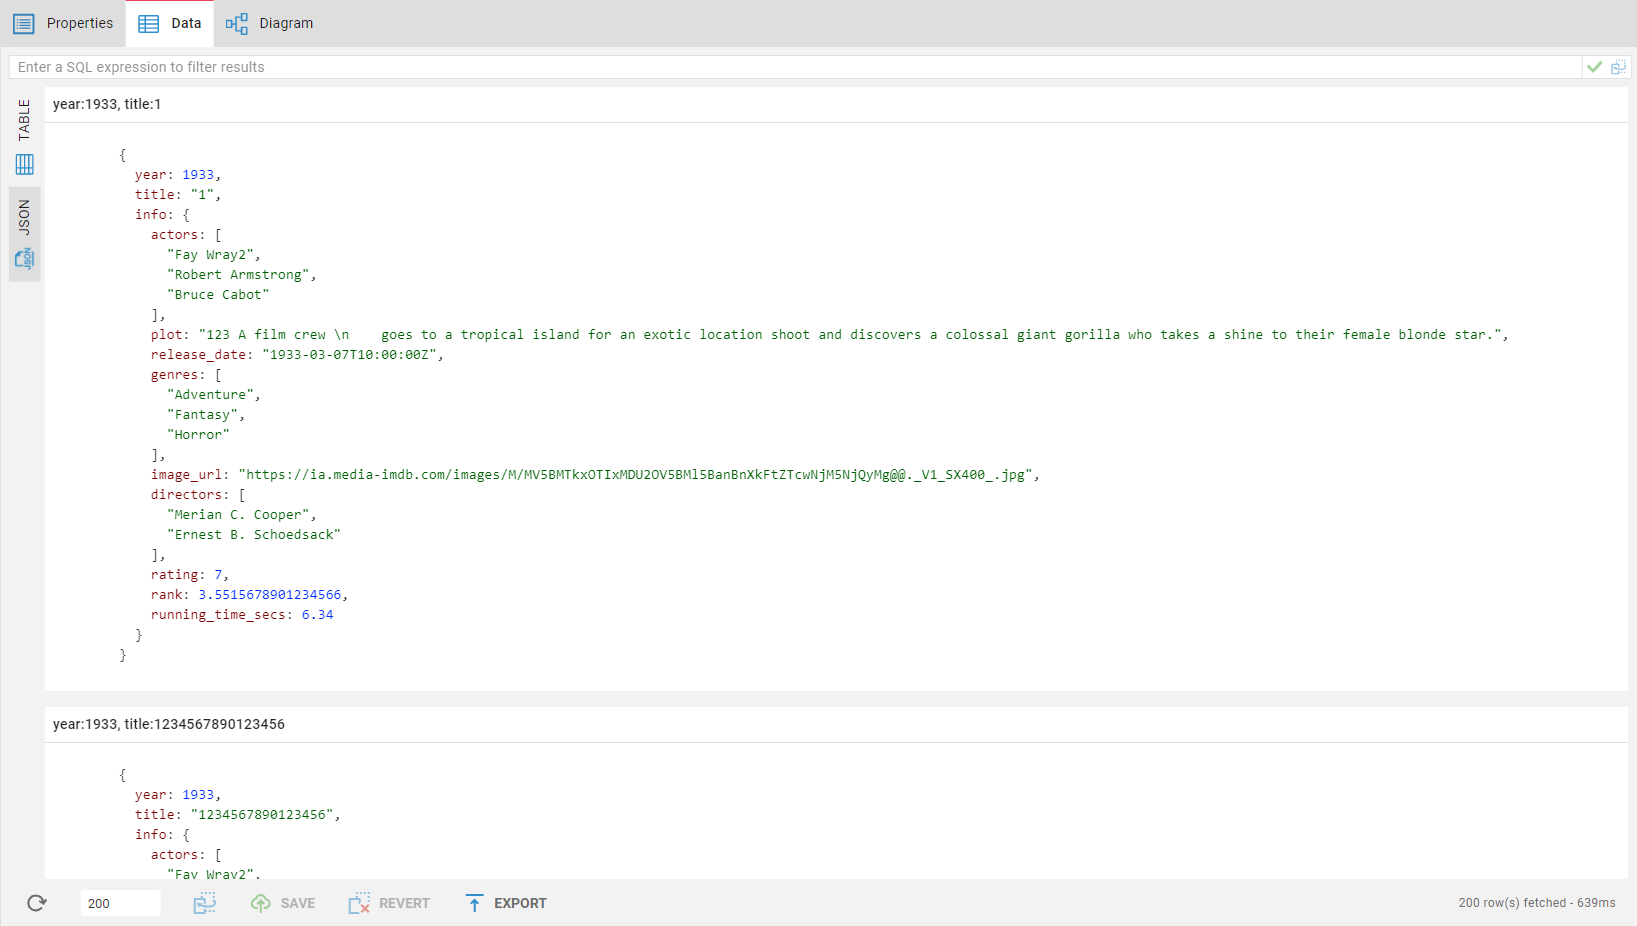 Properties Data Diagram
Enter a SQL expression to filter results
TABLE
JSON
JSON
year:1933, title:1
{
year: 1933,
title: "1",
info: {
actors: [
"Fay Wray2",
"Robert Armstrong",
"Bruce Cabot"
],
plot: "123 A film crew \n    goes to a tropical island for an exotic location shoot and discovers a colossal giant gorilla who takes a shine to their female blonde star.",
release_date: "1933-03-07T10:00:00Z",
genres: [
"Adventure",
"Fantasy",
"Horror"
],
image_url: "https://ia.media-imdb.com/images/M/MV5BMTkxOTIxMDU2OV5BMl5BanBnXkFtZTcwNjM5NjQyMg@@._V1_SX400_.jpg",
directors: [
"Merian C. Cooper",
"Ernest B. Schoedsack"
],
rating: 7,
rank: 3.5515678901234566,
running_time_secs: 6.34
}
}
year:1933, title:1234567890123456
{
year: 1933,
title: "1234567890123456",
info: {
actors: [
"Fay Wray2",
200 SAVE REVERT EXPORT 200 row(s) fetched - 639ms